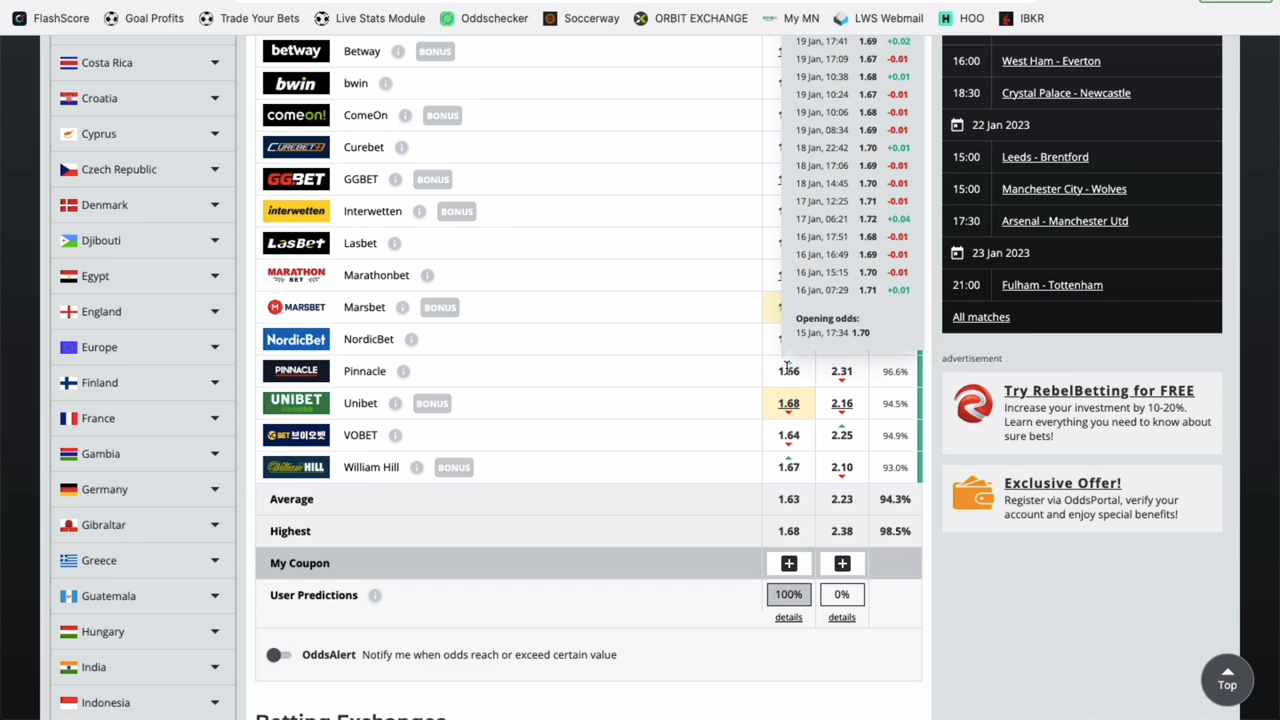 FlashScore Goal Profits Trade Your Bets Live Stats Module Oddschecker Soccerway ORBIT EXCHANGE My MN LWS Webmail HOO IBKR
Costa Rica
Croatia
Cyprus
Czech Republic
Denmark
Djibouti
Egypt
England
Europe
Finland
France
Gambia
Germany
Gibraltar
Greece
Guatemala
Hungary
India
Indonesia
betway Betway BONUS
bwin bwin
comeon! ComeOn BONUS
CUREBET Curebet
GGBET GGBET BONUS
interwetten Interwetten BONUS
LASBET Lasbet
MARATHON BET Marathonbet
MARSBET Marsbet BONUS
NordicBet NordicBet
PINNACLE Pinnacle 1.66 2.31 96.6%
UNIBET Unibet BONUS 1.68 2.16 94.5%
BET 브이오벳 VOBET 1.64 2.25 94.9%
William HILL William Hill BONUS 1.67 2.10 93.0%
Average 1.63 2.23 94.3%
Highest 1.68 2.38 98.5%
My Coupon
User Predictions 100% 0%
details details
OddsAlert Notify me when odds reach or exceed certain value
19 Jan, 17:41 1.69 +0.02
19 Jan, 17:09 1.67 -0.01
19 Jan, 10:38 1.68 +0.01
19 Jan, 10:24 1.67 -0.01
19 Jan, 10:06 1.68 -0.01
19 Jan, 08:34 1.69 -0.01
18 Jan, 22:42 1.70 +0.01
18 Jan, 17:06 1.69 -0.01
18 Jan, 14:45 1.70 -0.01
17 Jan, 12:25 1.71 -0.01
17 Jan, 06:21 1.72 +0.04
16 Jan, 17:51 1.68 -0.01
16 Jan, 16:49 1.69 -0.01
16 Jan, 15:15 1.70 -0.01
16 Jan, 07:29 1.71 +0.01
Opening odds:
15 Jan, 17:34 1.70
16:00 West Ham - Everton
18:30 Crystal Palace - Newcastle
22 Jan 2023
15:00 Leeds - Brentford
15:00 Manchester City - Wolves
17:30 Arsenal - Manchester Utd
23 Jan 2023
21:00 Fulham - Tottenham
All matches
advertisement
Try RebelBetting for FREE
Increase your investment by 10-20%.
Learn everything you need to know about
sure bets!
Exclusive Offer!
Register via OddsPortal, verify your
account and enjoy special benefits!
Top